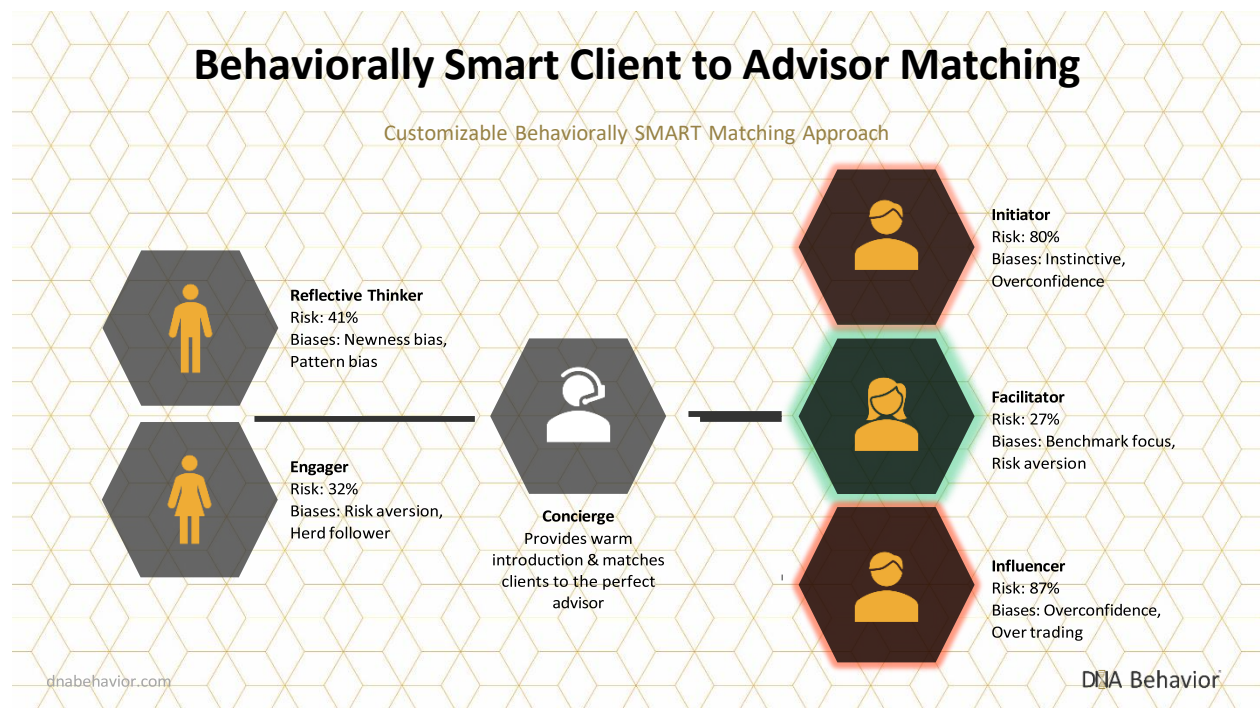 Behaviorally Smart Client to Advisor Matching
Customizable Behaviorally SMART Matching Approach
Reflective Thinker
Risk: 41%
Biases: Newness bias,
Pattern bias
Engager
Risk: 32%
Biases: Risk aversion,
Herd follower
Concierge
Provides warm
introduction & matches
clients to the perfect
advisor
Initiator
Risk: 80%
Biases: Instinctive,
Overconfidence
Facilitator
Risk: 27%
Biases: Benchmark focus,
Risk aversion
Influencer
Risk: 87%
Biases: Overconfidence,
Over trading
dnabehavior.com
DNA Behavior